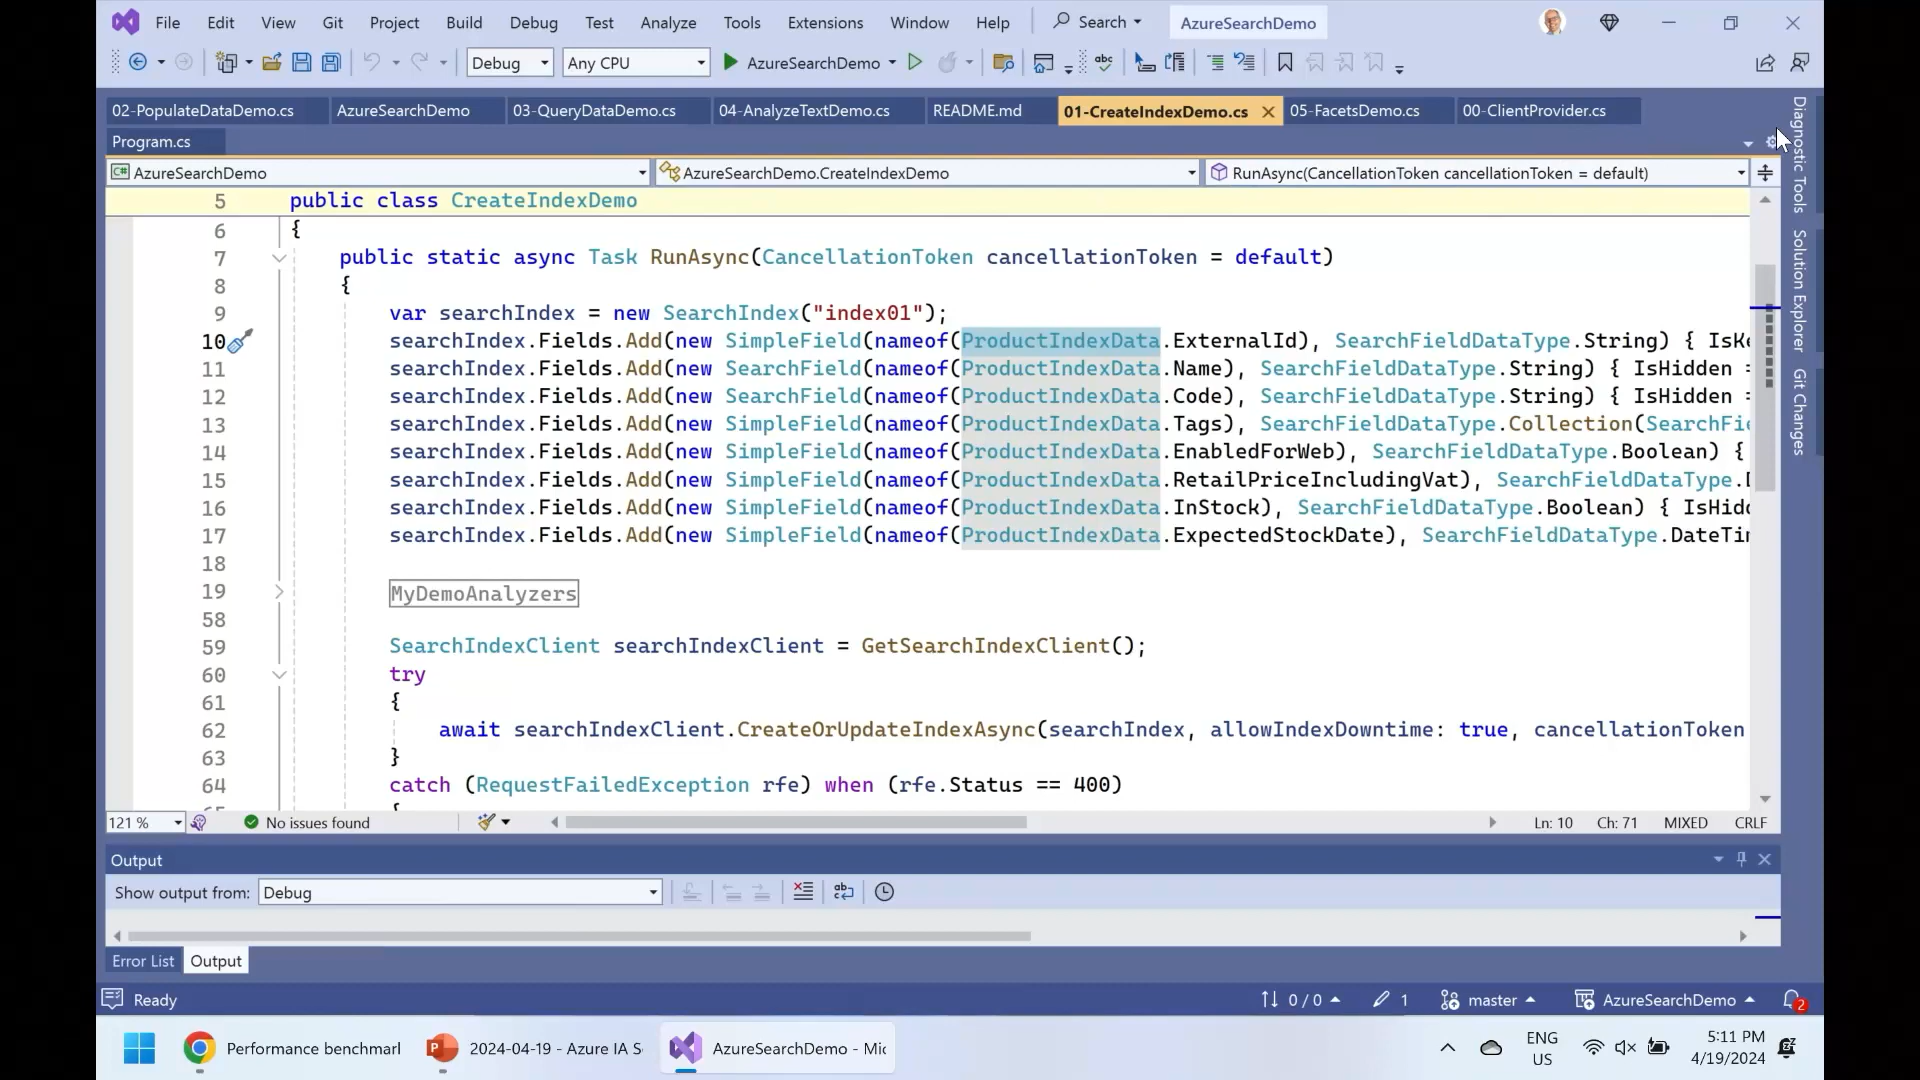 File Edit View Git Project Build Debug Test Analyze Tools Extensions Window Help Search AzureSearchDemo
Debug Any CPU AzureSearchDemo
02-PopulateDataDemo.cs AzureSearchDemo 03-QueryDataDemo.cs 04-AnalyzeTextDemo.cs README.md 01-CreateIndexDemo.cs 05-FacetsDemo.cs 00-ClientProvider.cs
Program.cs
AzureSearchDemo AzureSearchDemo.CreateIndexDemo RunAsync(CancellationToken cancellationToken = default)
5 public class CreateIndexDemo
6 {
7 public static async Task RunAsync(CancellationToken cancellationToken = default)
8 {
9 var searchIndex = new SearchIndex("index01");
10 searchIndex.Fields.Add(new SimpleField(nameof(ProductIndexData.ExternalId), SearchFieldDataType.String) { IsKe
11 searchIndex.Fields.Add(new SearchField(nameof(ProductIndexData.Name), SearchFieldDataType.String) { IsHidden =
12 searchIndex.Fields.Add(new SearchField(nameof(ProductIndexData.Code), SearchFieldDataType.String) { IsHidden =
13 searchIndex.Fields.Add(new SimpleField(nameof(ProductIndexData.Tags), SearchFieldDataType.Collection(SearchFie
14 searchIndex.Fields.Add(new SimpleField(nameof(ProductIndexData.EnabledForWeb), SearchFieldDataType.Boolean) {
15 searchIndex.Fields.Add(new SimpleField(nameof(ProductIndexData.RetailPriceIncludingVat), SearchFieldDataType.D
16 searchIndex.Fields.Add(new SimpleField(nameof(ProductIndexData.InStock), SearchFieldDataType.Boolean) { IsHidd
17 searchIndex.Fields.Add(new SimpleField(nameof(ProductIndexData.ExpectedStockDate), SearchFieldDataType.DateTim
18
19 MyDemoAnalyzers
58
59 SearchIndexClient searchIndexClient = GetSearchIndexClient();
60 try
61 {
62 await searchIndexClient.CreateOrUpdateIndexAsync(searchIndex, allowIndexDowntime: true, cancellationToken
63 }
64 catch (RequestFailedException rfe) when (rfe.Status == 400)
65 {
121 % No issues found Ln: 10 Ch: 71 MIXED CRLF
Diagnostic Tools
Solution Explorer
Git Changes
Output
Show output from: Debug
Error List Output
Ready 0 / 0 1 master AzureSearchDemo 2
Performance benchmarl 2024-04-19 - Azure IA S AzureSearchDemo - Mic ENG US 5:11 PM 4/19/2024